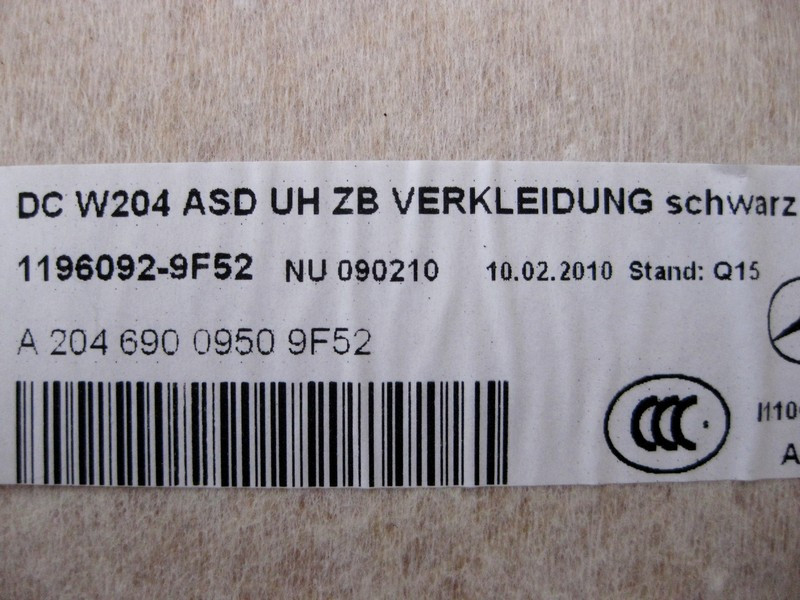 DC W204 ASD UH ZB VERKLEIDUNG schwarz
1196092-9F52 NU 090210 10.02.2010 Stand: Q15
A 204 690 0950 9F52
CCC
A